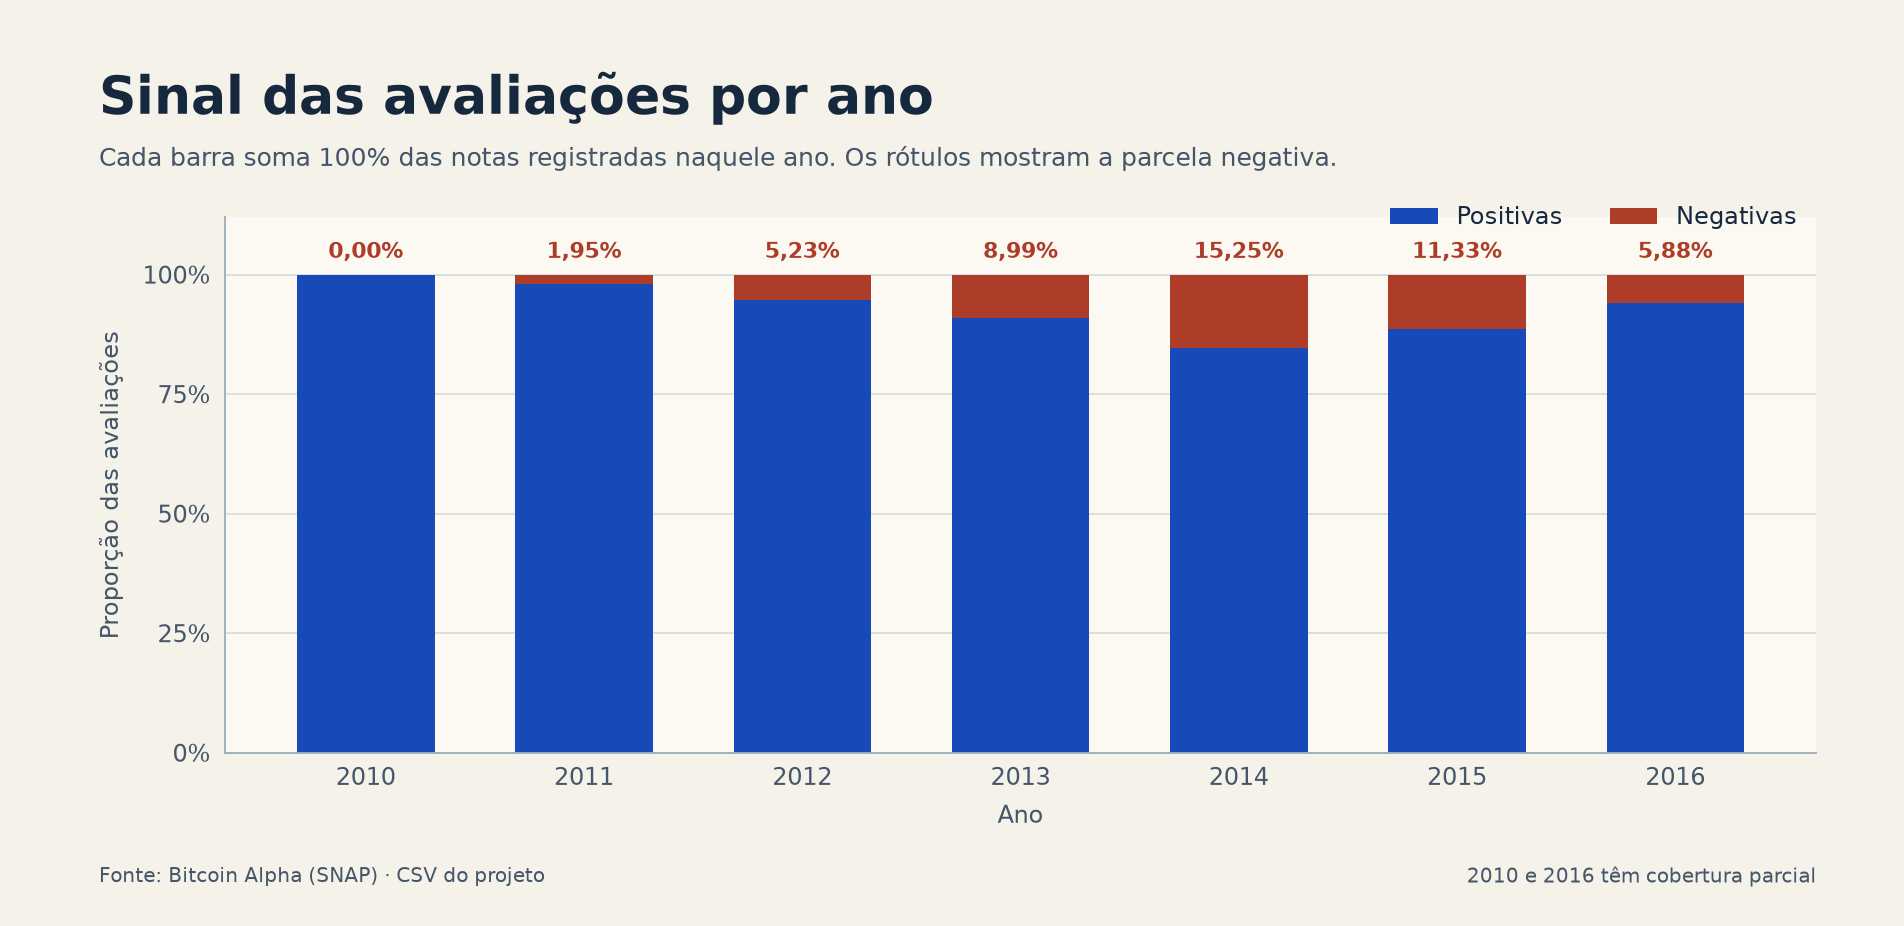 Sinal das avaliações por ano
Cada barra soma 100% das notas registradas naquele ano. Os rótulos mostram a parcela negativa.
Positivas Negativas
0,00% 1,95% 5,23% 8,99% 15,25% 11,33% 5,88%
100%
75%
50%
25%
0%
Proporção das avaliações
2010 2011 2012 2013 2014 2015 2016
Ano
Fonte: Bitcoin Alpha (SNAP) · CSV do projeto
2010 e 2016 têm cobertura parcial